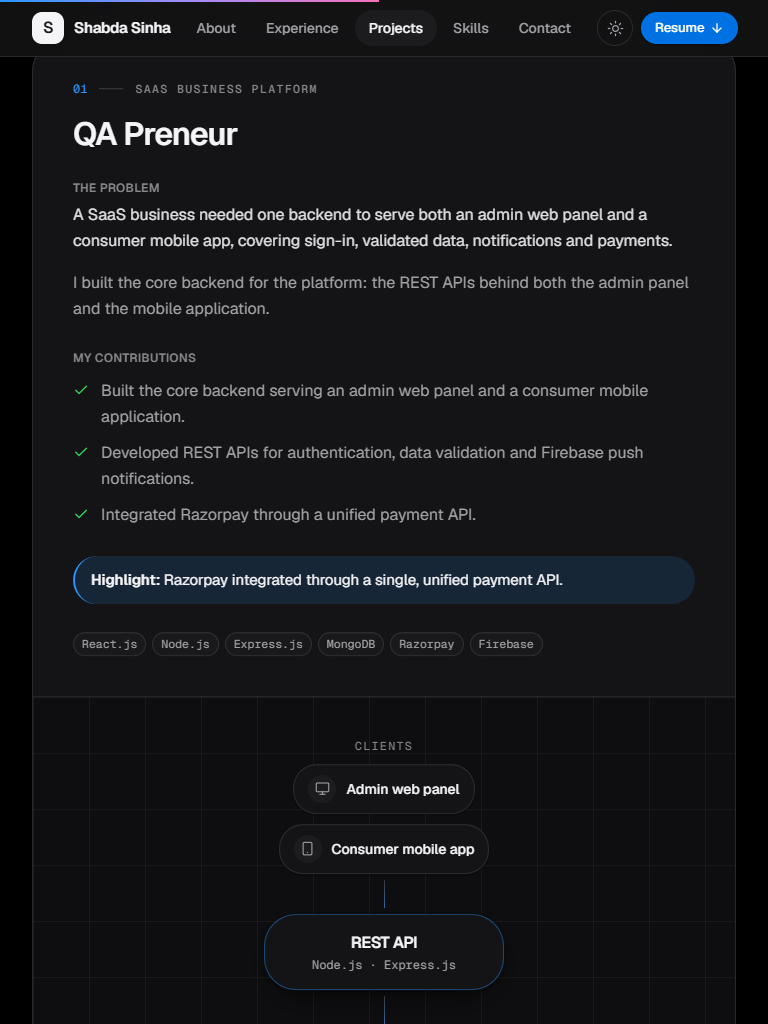 S Shabda Sinha About Experience Projects Skills Contact Resume ↓
01 SAAS BUSINESS PLATFORM
QA Preneur
THE PROBLEM
A SaaS business needed one backend to serve both an admin web panel and a
consumer mobile app, covering sign-in, validated data, notifications and payments.
I built the core backend for the platform: the REST APIs behind both the admin panel
and the mobile application.
MY CONTRIBUTIONS
Built the core backend serving an admin web panel and a consumer mobile
application.
Developed REST APIs for authentication, data validation and Firebase push
notifications.
Integrated Razorpay through a unified payment API.
Highlight: Razorpay integrated through a single, unified payment API.
React.js Node.js Express.js MongoDB Razorpay Firebase
CLIENTS
Admin web panel
Consumer mobile app
REST API
Node.js · Express.js